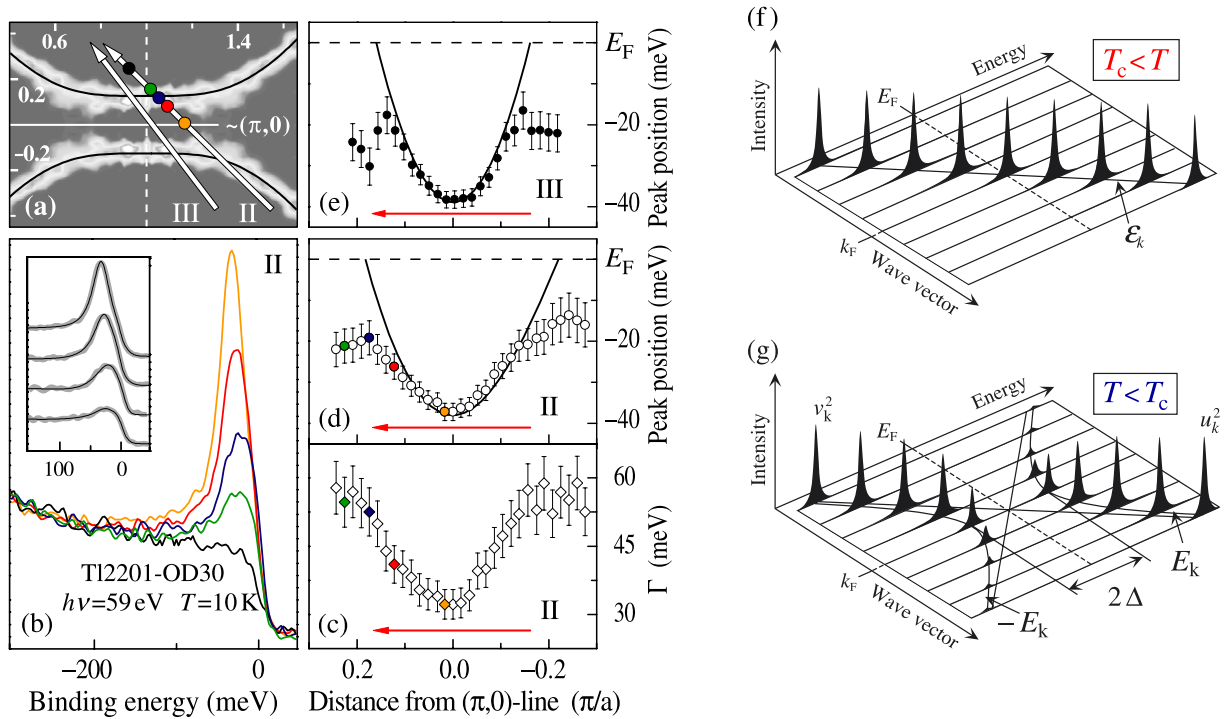 0.6
1.4
0.2
−0.2
~(π,0)
(a)
III
II
E_F
−20
−40
Peak position (meV)
(e)
III
II
100
0
Tl2201-OD30
hν=59 eV T=10 K
(b)
−200
0
Binding energy (meV)
E_F
−20
−40
Peak position (meV)
(d)
II
60
45
30
Γ (meV)
(c)
II
0.2
0.0
−0.2
Distance from (π,0)-line (π/a)
(f)
Intensity
Energy
E_F
T_c < T
k_F
Wave vector
ε_k
(g)
Intensity
v_k^2
Energy
E_F
T < T_c
u_k^2
k_F
Wave vector
E_k
2Δ
−E_k